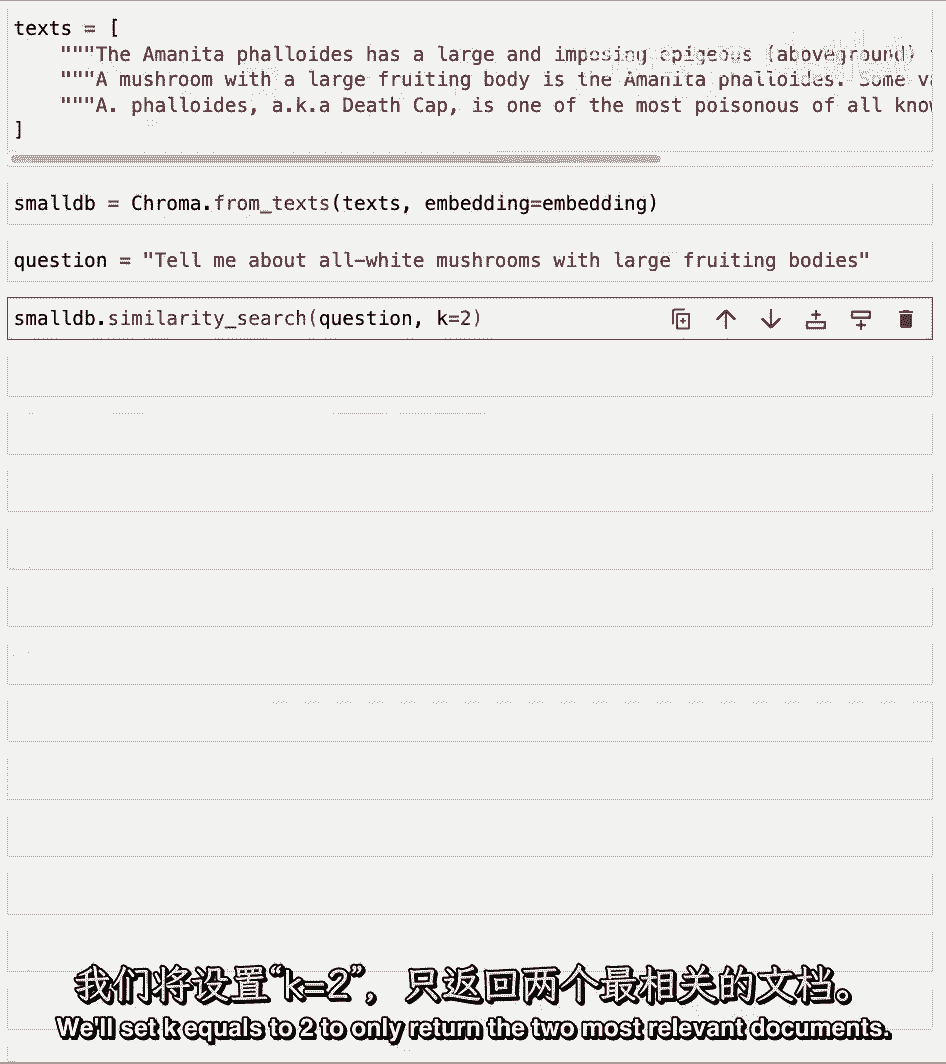 texts = [
"""The Amanita phalloides has a large and imposing epigeous (aboveground)
"""A mushroom with a large fruiting body is the Amanita phalloides. Some va
"""A. phalloides, a.k.a Death Cap, is one of the most poisonous of all know
]
smalldb = Chroma.from_texts(texts, embedding=embedding)
question = "Tell me about all-white mushrooms with large fruiting bodies"
smalldb.similarity_search(question, k=2)
我们将设置“k=2”，只返回两个最相关的文档。
We'll set k equals to 2 to only return the two most relevant documents.